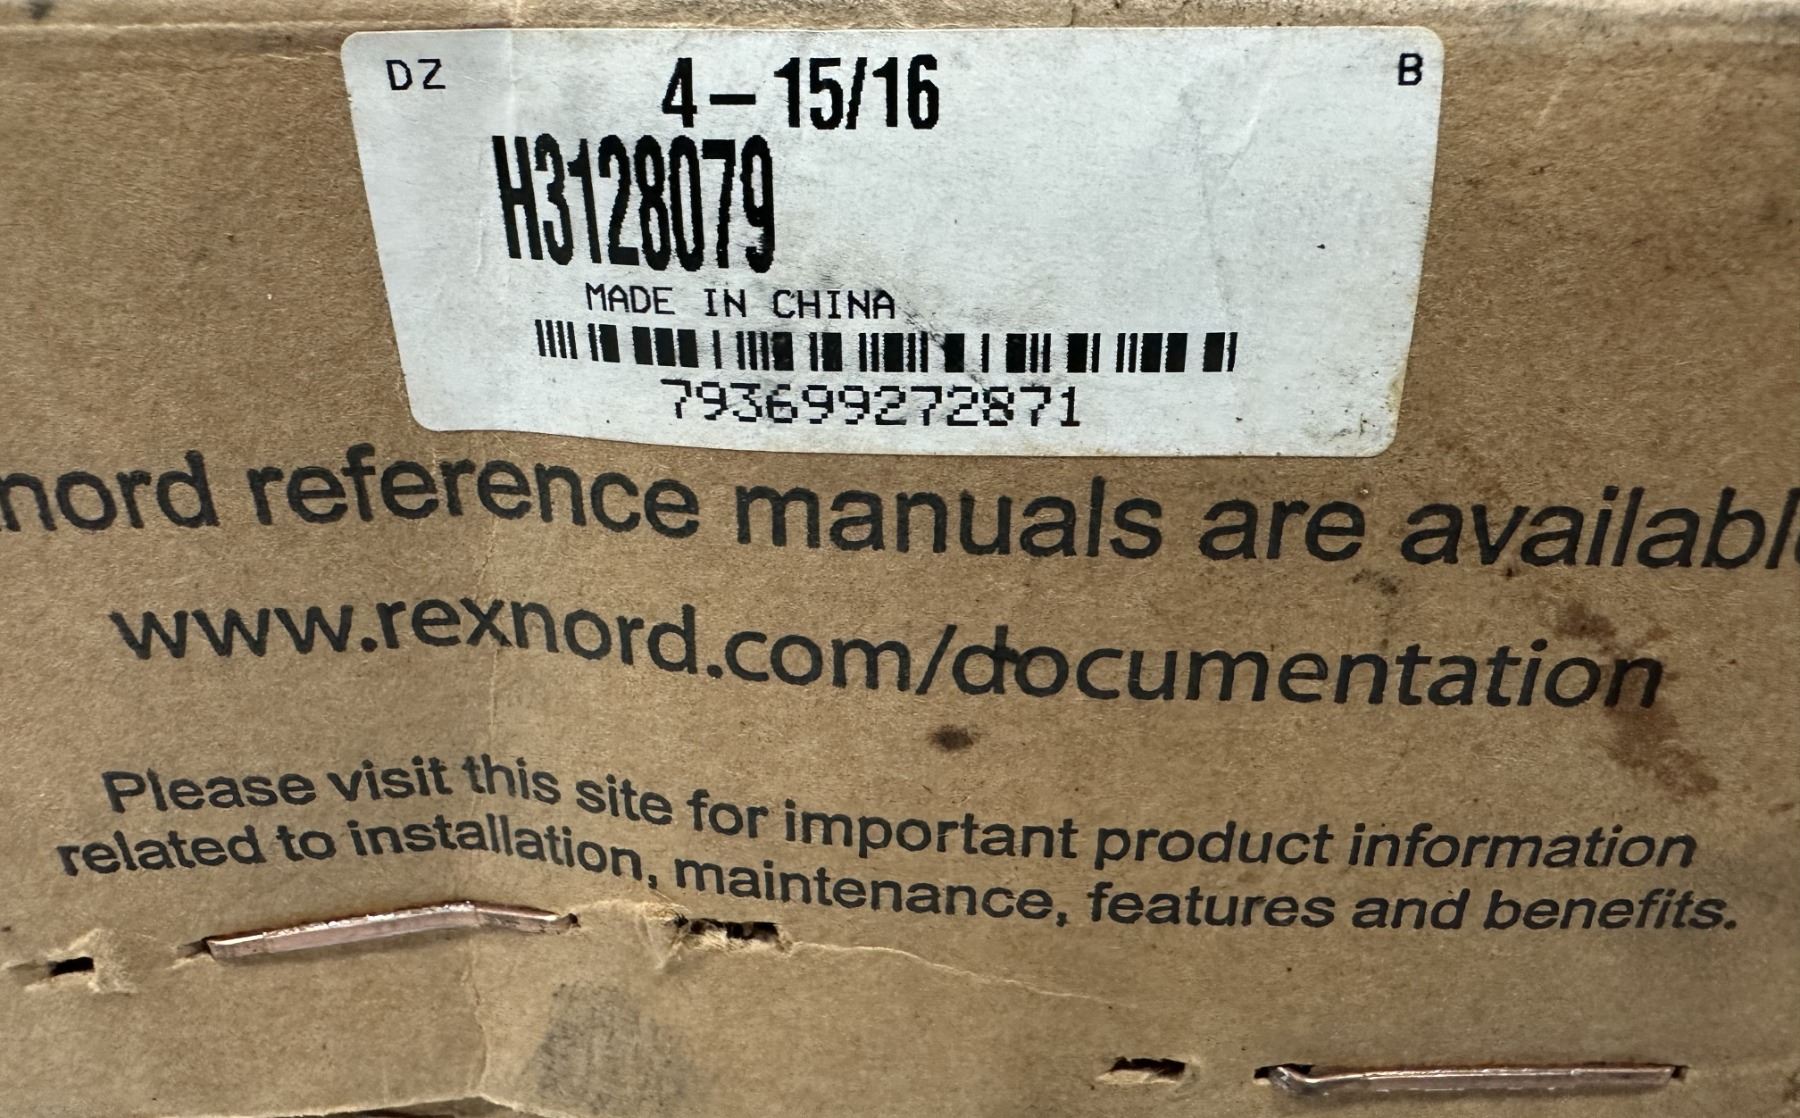 DZ 4-15/16 B
H3128079
MADE IN CHINA
793699272871
nord reference manuals are availabl
www.rexnord.com/documentation
Please visit this site for important product information
related to installation, maintenance, features and benefits.